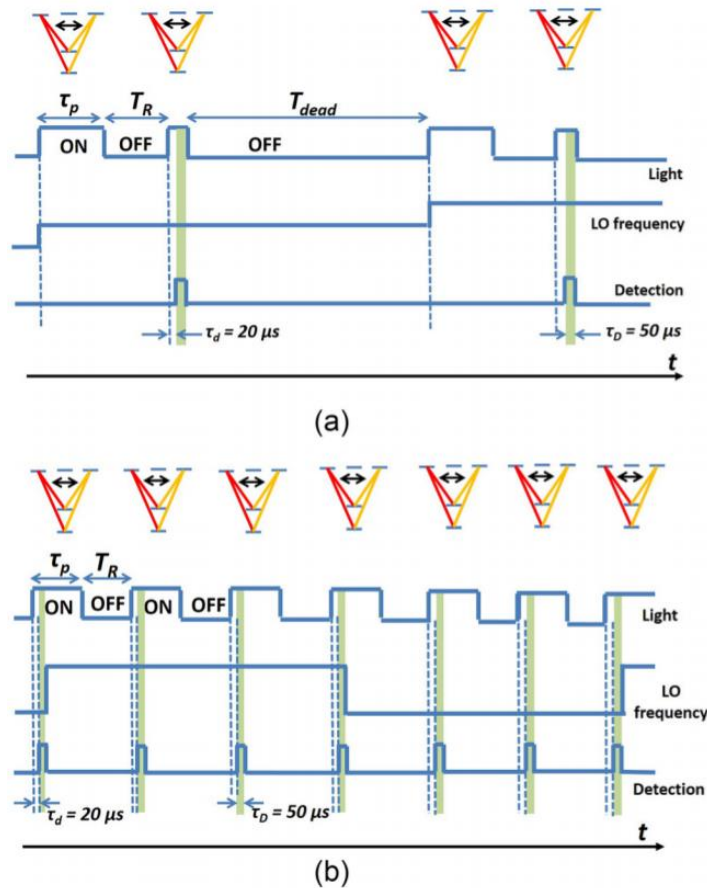 τp TR Tdead
ON OFF OFF
Light
LO frequency
Detection
τd = 20 μs τD = 50 μs
t
(a)
τp TR
ON OFF ON OFF
Light
LO
frequency
Detection
τd = 20 μs τD = 50 μs
t
(b)